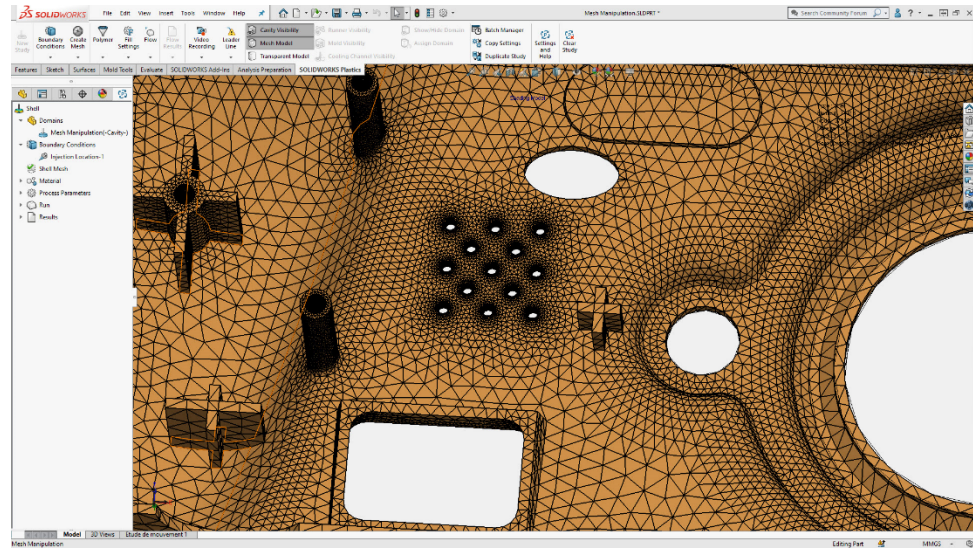 SOLIDWORKS File Edit View Insert Tools Window Help Mesh Manipulation.SLDPRT * Search Community Forum
New Study Boundary Conditions Create Mesh Polymer Fill Settings Flow Flow Results Video Recording Leader Line
Cavity Visibility Runner Visibility Show/Hide Domain Batch Manager
Mesh Model Mold Visibility Assign Domain Copy Settings Settings and Help Clear Study
Transparent Model Cooling Channel Visibility Duplicate Study
Features Sketch Surfaces Mold Tools Evaluate SOLIDWORKS Add-Ins Analysis Preparation SOLIDWORKS Plastics
Shell
Domains
Mesh Manipulation(-Cavity-)
Boundary Conditions
Injection Location-1
Shell Mesh
Material
Process Parameters
Run
Results
Model 3D Views Etude de mouvement 1
Mesh Manipulation Editing Part MMGS